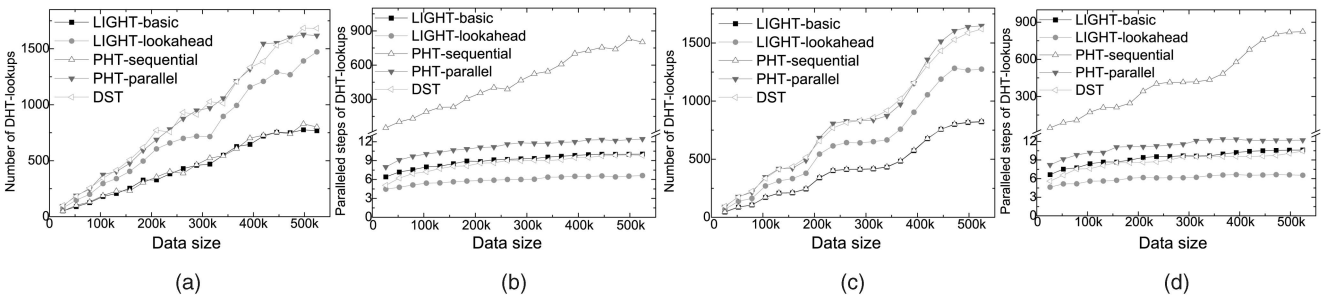 Number of DHT-lookups
1500
1000
500
0
LIGHT-basic
LIGHT-lookahead
PHT-sequential
PHT-parallel
DST
0 100k 200k 300k 400k 500k
Data size
(a)
Paralleled steps of DHT-lookups
900
600
300
12
9
6
3
0
LIGHT-basic
LIGHT-lookahead
PHT-sequential
PHT-parallel
DST
0 100k 200k 300k 400k 500k
Data size
(b)
Number of DHT-lookups
1500
1000
500
0
LIGHT-basic
LIGHT-lookahead
PHT-sequential
PHT-parallel
DST
0 100k 200k 300k 400k 500k
Data size
(c)
Paralleled steps of DHT-lookups
900
600
300
12
9
6
3
0
LIGHT-basic
LIGHT-lookahead
PHT-sequential
PHT-parallel
DST
0 100k 200k 300k 400k 500k
Data size
(d)